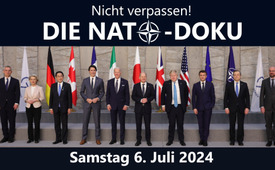 Nicht verpassen!
DIE NATO-DOKU
Samstag 6. Juli 2024